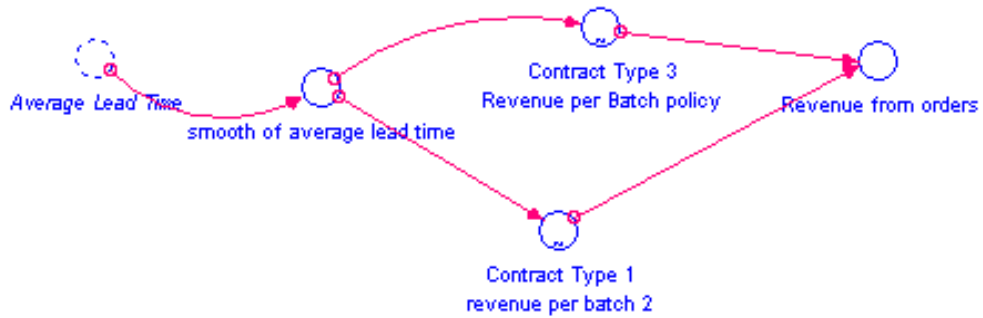 Average Lead Time
smooth of average lead time
Contract Type 3
Revenue per Batch policy
Revenue from orders
Contract Type 1
revenue per batch 2